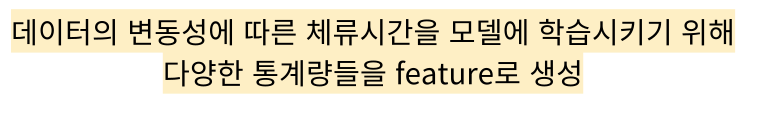 데이터의 변동성에 따른 체류시간을 모델에 학습시키기 위해
다양한 통계량들을 feature로 생성